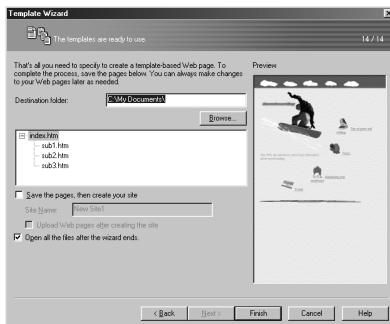 Template Wizard
The templates are ready to use.
14 / 14
That's all you need to specify to create a template-based Web page. To
complete the process, save the pages below. You can always make changes
to your Web pages later as needed.
Preview
Destination folder:
C:\My Documents\
Browse...
index.htm
sub1.htm
sub2.htm
sub3.htm
Save the pages, then create your site
Site Name:
New Site1
Upload Web pages after creating the site
Open all the files after the wizard ends.
< Back
Next >
Finish
Cancel
Help